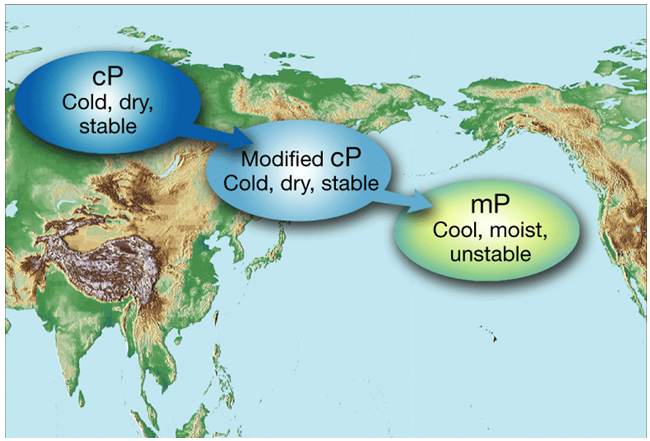 cP
Cold, dry,
stable
Modified cP
Cold, dry, stable
mP
Cool, moist,
unstable